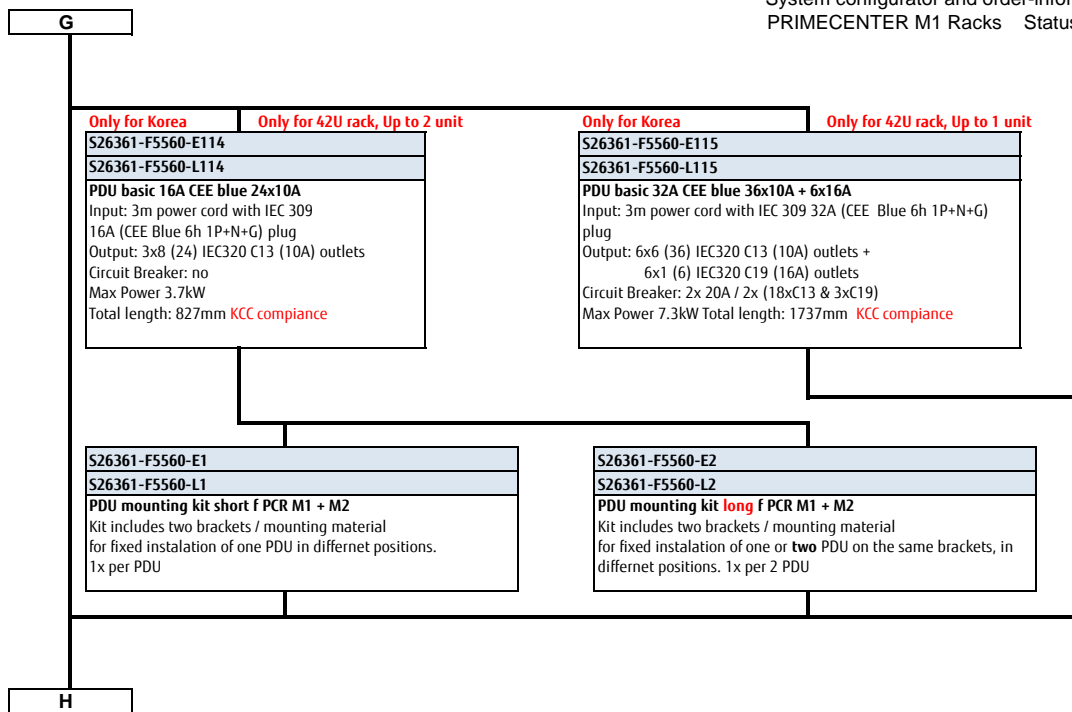 System configurator and order-infor
PRIMECENTER M1 Racks Status
G
Only for Korea Only for 42U rack, Up to 2 unit
S26361-F5560-E114
S26361-F5560-L114
PDU basic 16A CEE blue 24x10A
Input: 3m power cord with IEC 309
16A (CEE Blue 6h 1P+N+G) plug
Output: 3x8 (24) IEC320 C13 (10A) outlets
Circuit Breaker: no
Max Power 3.7kW
Total length: 827mm KCC compiance
Only for Korea Only for 42U rack, Up to 1 unit
S26361-F5560-E115
S26361-F5560-L115
PDU basic 32A CEE blue 36x10A + 6x16A
Input: 3m power cord with IEC 309 32A (CEE Blue 6h 1P+N+G)
plug
Output: 6x6 (36) IEC320 C13 (10A) outlets +
6x1 (6) IEC320 C19 (16A) outlets
Circuit Breaker: 2x 20A / 2x (18xC13 & 3xC19)
Max Power 7.3kW Total length: 1737mm KCC compiance
S26361-F5560-E1
S26361-F5560-L1
PDU mounting kit short f PCR M1 + M2
Kit includes two brackets / mounting material
for fixed instalation of one PDU in differnet positions.
1x per PDU
S26361-F5560-E2
S26361-F5560-L2
PDU mounting kit long f PCR M1 + M2
Kit includes two brackets / mounting material
for fixed instalation of one or two PDU on the same brackets, in
differnet positions. 1x per 2 PDU
H